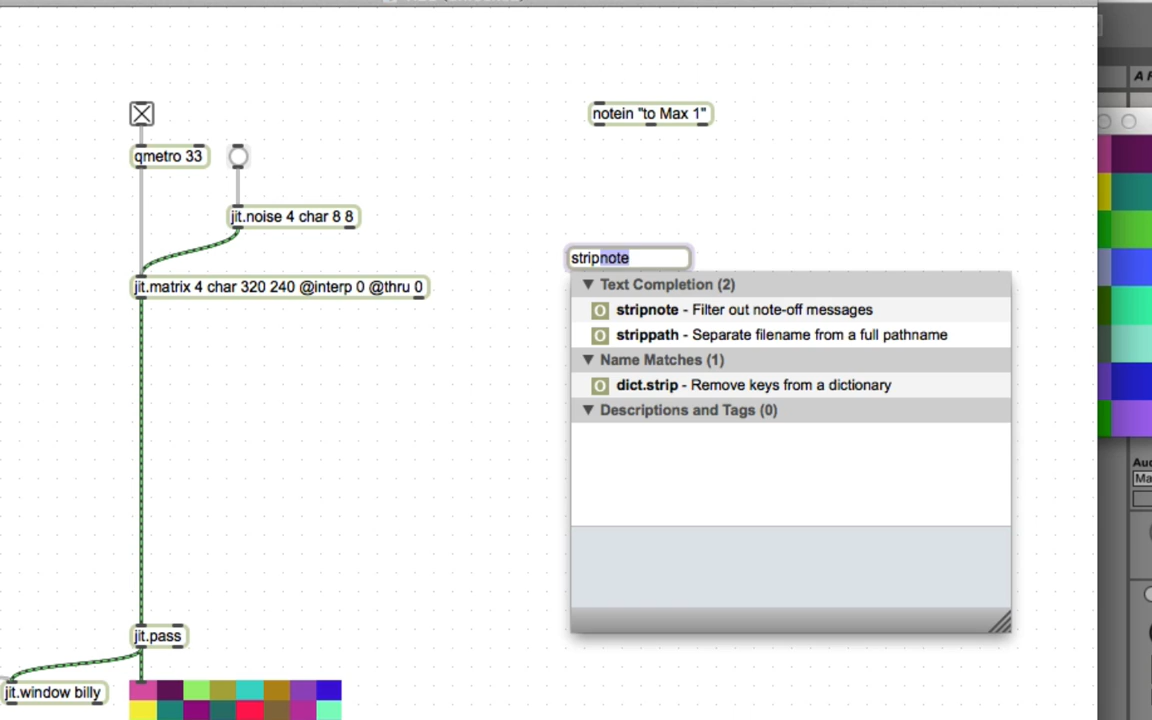 notein "to Max 1"
qmetro 33
jit.noise 4 char 8 8
stripnote
jit.matrix 4 char 320 240 @interp 0 @thru 0
▼ Text Completion (2)
O stripnote - Filter out note-off messages
O strippath - Separate filename from a full pathname
▼ Name Matches (1)
O dict.strip - Remove keys from a dictionary
▼ Descriptions and Tags (0)
jit.pass
jit.window billy